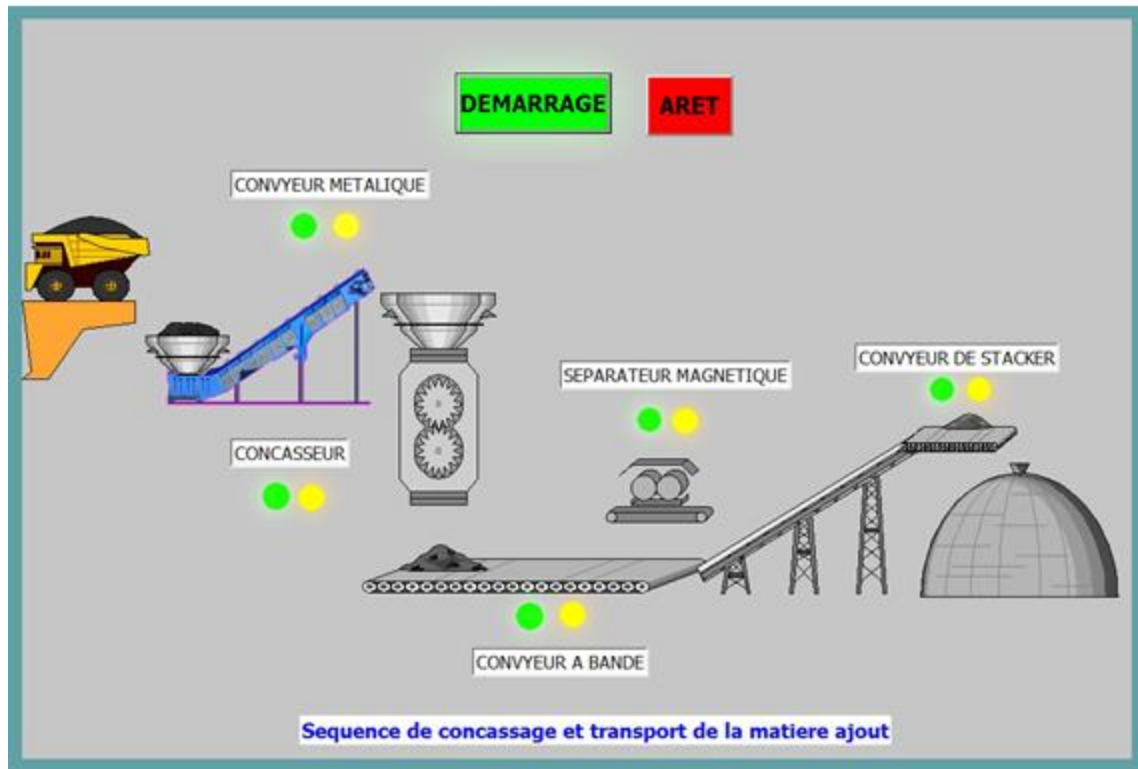 DEMARRAGE
ARET
CONVYEUR METALIQUE
CONVYEUR DE STACKER
SEPARATEUR MAGNETIQUE
CONCASSEUR
CONVYEUR A BANDE
Sequence de concassage et transport de la matiere ajout